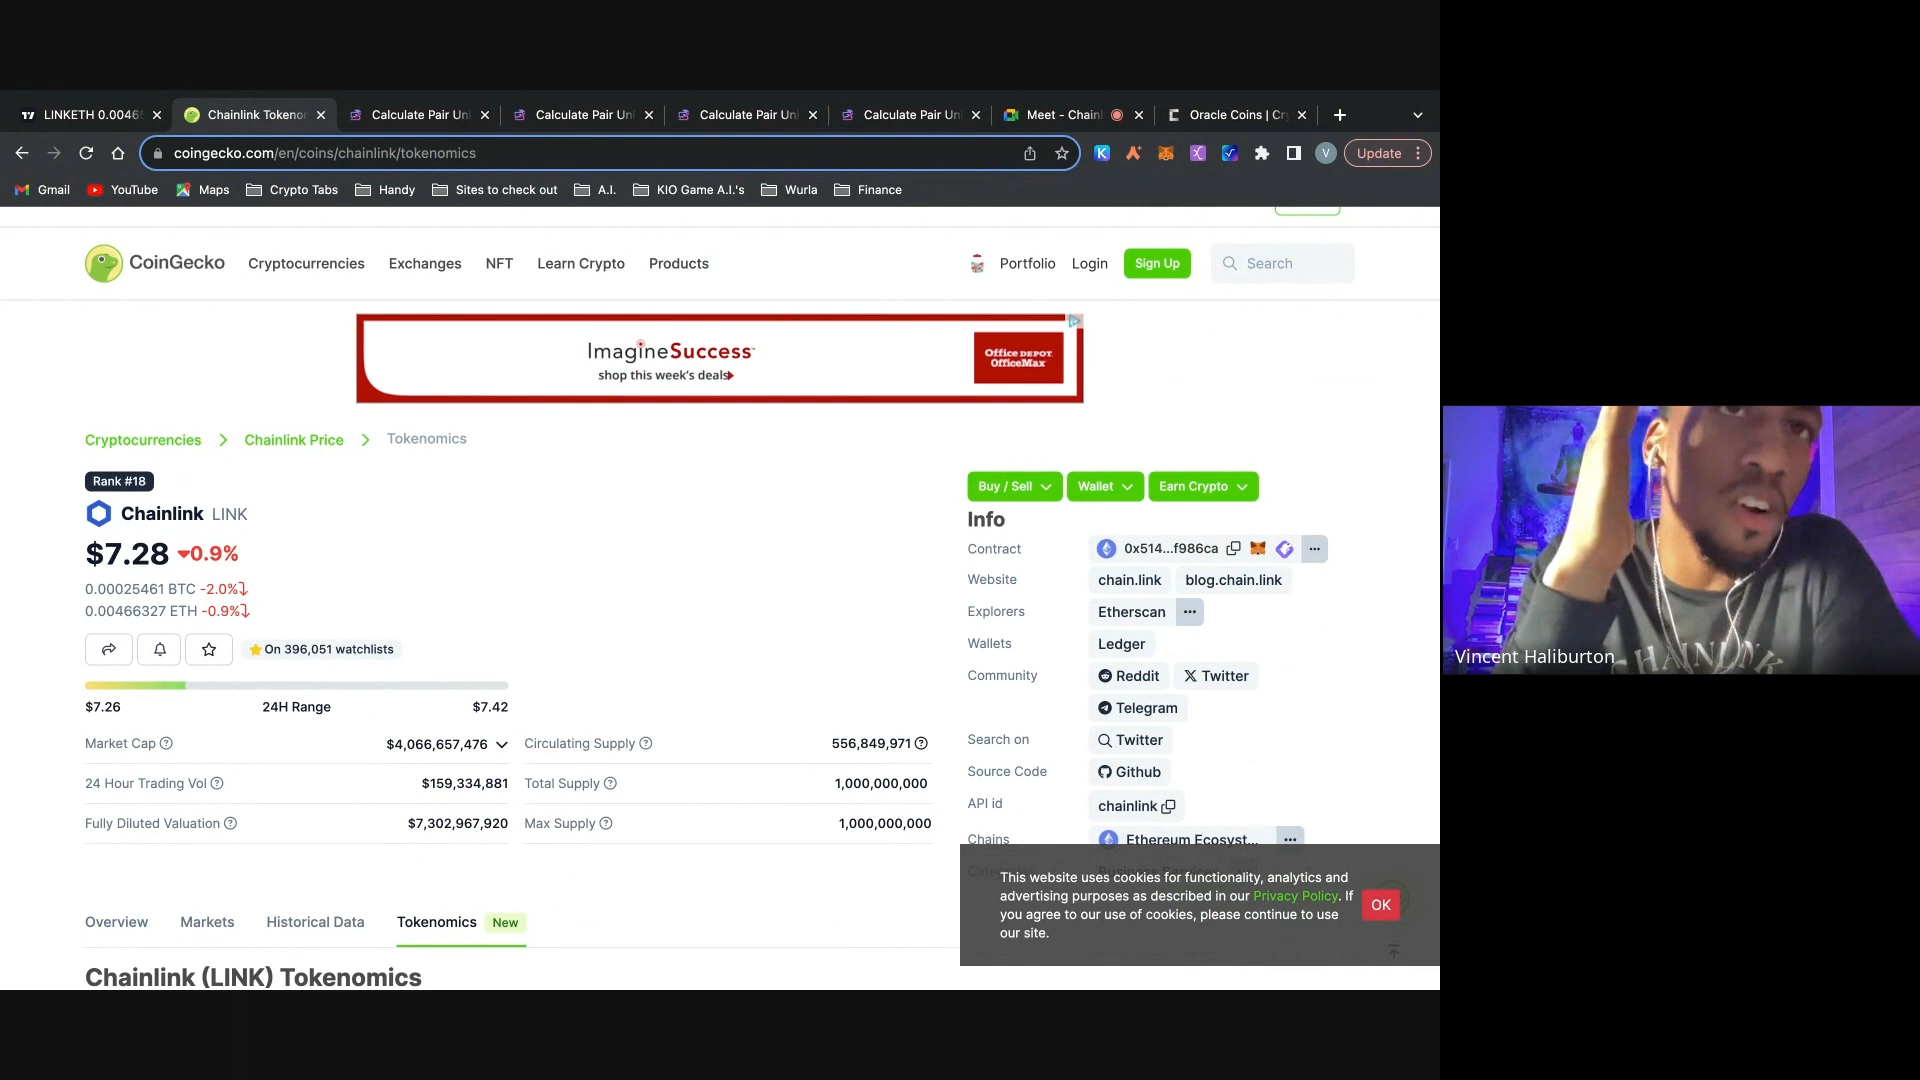 LINKETH 0.0046
Chainlink Tokeno
Calculate Pair Un
Calculate Pair Un
Calculate Pair Un
Calculate Pair Un
Meet - Chain
Oracle Coins | Cr
coingecko.com/en/coins/chainlink/tokenomics
V
Update
Gmail YouTube Maps Crypto Tabs Handy Sites to check out A.I. KIO Game A.I.'s Wurla Finance
CoinGecko Cryptocurrencies Exchanges NFT Learn Crypto Products Portfolio Login Sign Up Search
ImagineSuccess
shop this week's deals
Office DEPOT
OfficeMax
Cryptocurrencies Chainlink Price Tokenomics
Rank #18
Chainlink LINK
$7.28 0.9%
0.00025461 BTC -2.0%
0.00466327 ETH -0.9%
On 396,051 watchlists
$7.26 24H Range $7.42
Market Cap $4,066,657,476
24 Hour Trading Vol $159,334,881
Fully Diluted Valuation $7,302,967,920
Circulating Supply 556,849,971
Total Supply 1,000,000,000
Max Supply 1,000,000,000
Buy / Sell Wallet Earn Crypto
Info
Contract 0x514...f986ca
Website chain.link blog.chain.link
Explorers Etherscan
Wallets Ledger
Community Reddit Twitter
Telegram
Search on Twitter
Source Code Github
API id chainlink
Chains Ethereum Ecosyst...
This website uses cookies for functionality, analytics and
advertising purposes as described in our Privacy Policy. If
you agree to our use of cookies, please continue to use
our site.
OK
Overview Markets Historical Data Tokenomics New
Chainlink (LINK) Tokenomics
Vincent Haliburton
HAINLINK